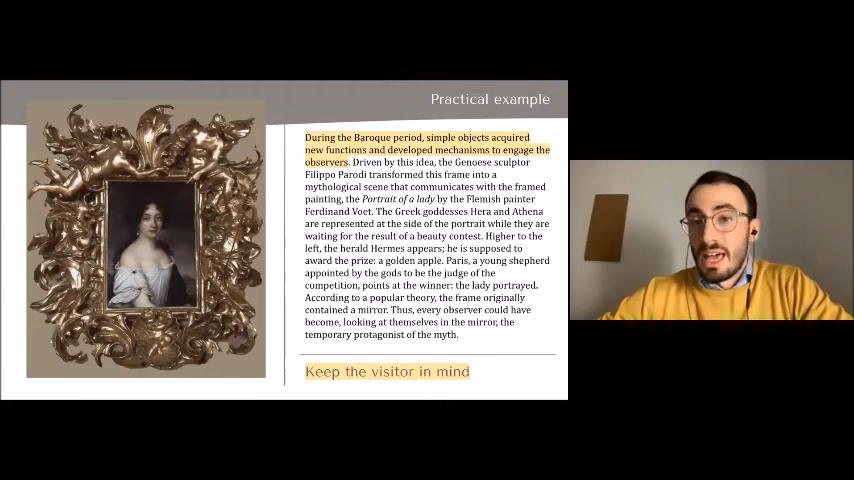 Practical example
During the Baroque period, simple objects acquired
new functions and developed mechanisms to engage the
observers. Driven by this idea, the Genoese sculptor
Filippo Parodi transformed this frame into a
mythological scene that communicates with the framed
painting, the Portrait of a lady by the Flemish painter
Ferdinand Voet. The Greek goddesses Hera and Athena
are represented at the side of the portrait while they are
waiting for the result of a beauty contest. Higher to the
left, the herald Hermes appears; he is supposed to
award the prize: a golden apple. Paris, a young shepherd
appointed by the gods to be the judge of the
competition, points at the winner: the lady portrayed.
According to a popular theory, the frame originally
contained a mirror. Thus, every observer could have
become, looking at themselves in the mirror, the
temporary protagonist of the myth.
Keep the visitor in mind